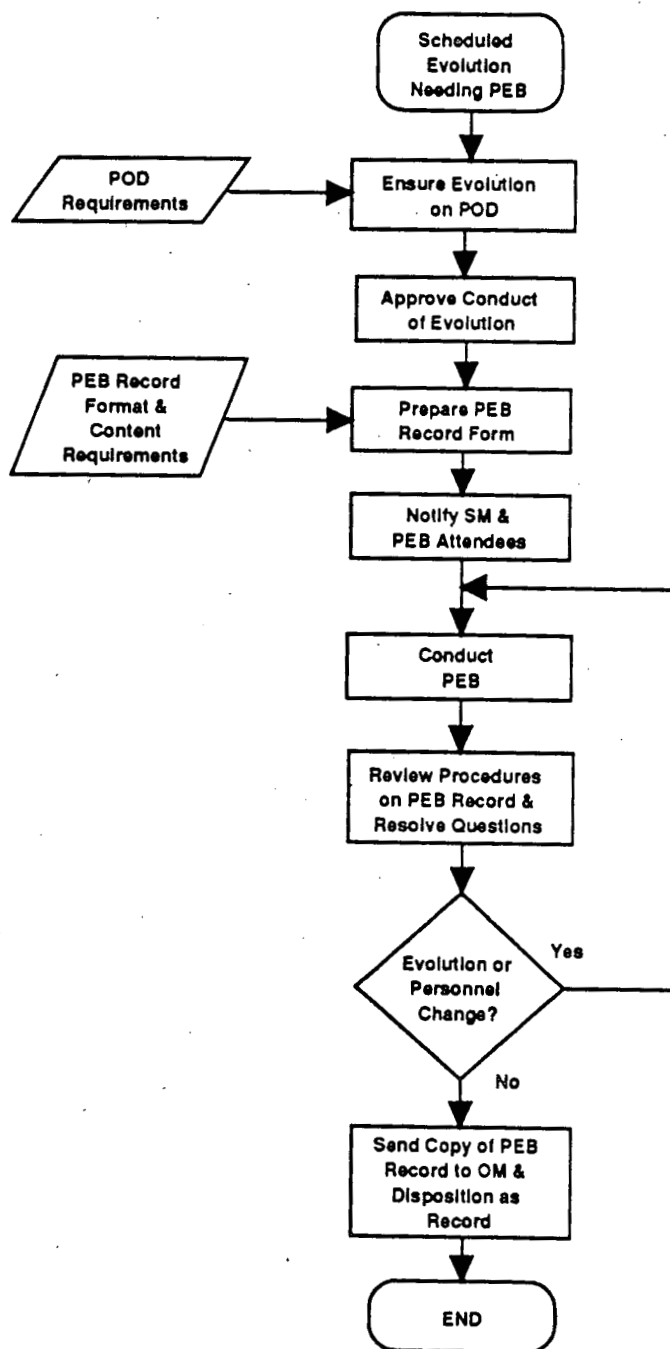 Scheduled
Evolution
Needing PEB
POD
Requirements
Ensure Evolution
on POD
Approve Conduct
of Evolution
PEB Record
Format &
Content
Requirements
Prepare PEB
Record Form
Notify SM &
PEB Attendees
Conduct
PEB
Review Procedures
on PEB Record &
Resolve Questions
Evolution or
Personnel
Change?
Yes
No
Send Copy of PEB
Record to OM &
Disposition as
Record
END